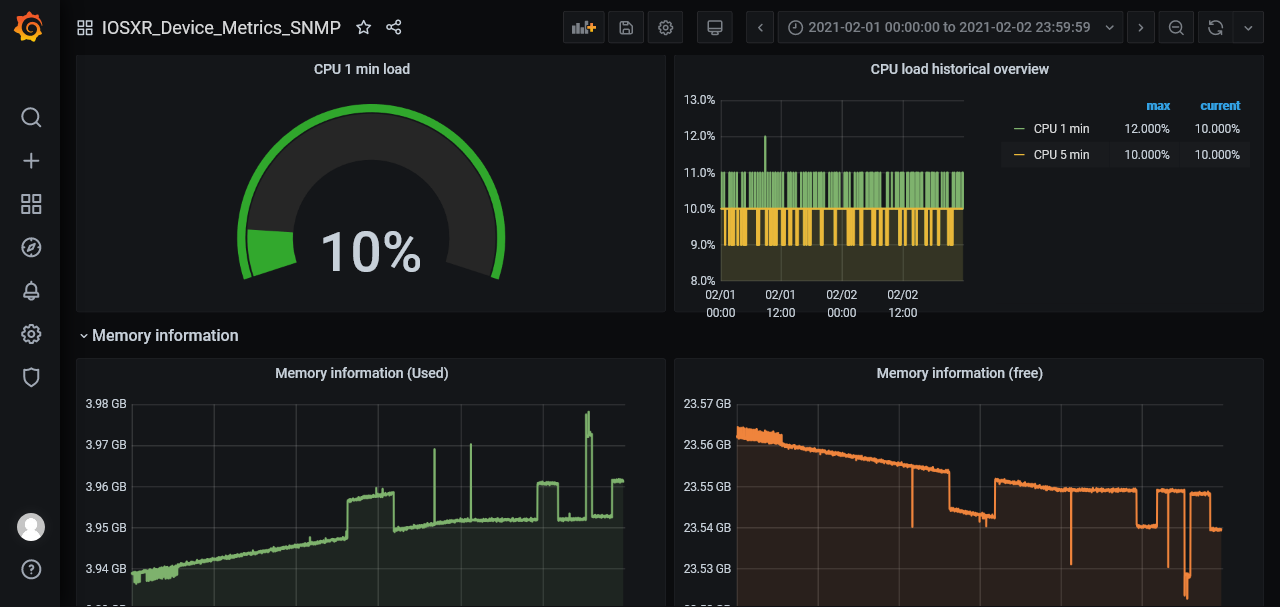 IOSXR_Device_Metrics_SNMP
2021-02-01 00:00:00 to 2021-02-02 23:59:59
CPU 1 min load
10%
CPU load historical overview
13.0%
12.0%
11.0%
10.0%
9.0%
8.0%
02/01 00:00
02/01 12:00
02/02 00:00
02/02 12:00
max current
CPU 1 min 12.000% 10.000%
CPU 5 min 10.000% 10.000%
Memory information
Memory information (Used)
3.98 GB
3.97 GB
3.96 GB
3.95 GB
3.94 GB
Memory information (free)
23.57 GB
23.56 GB
23.55 GB
23.54 GB
23.53 GB